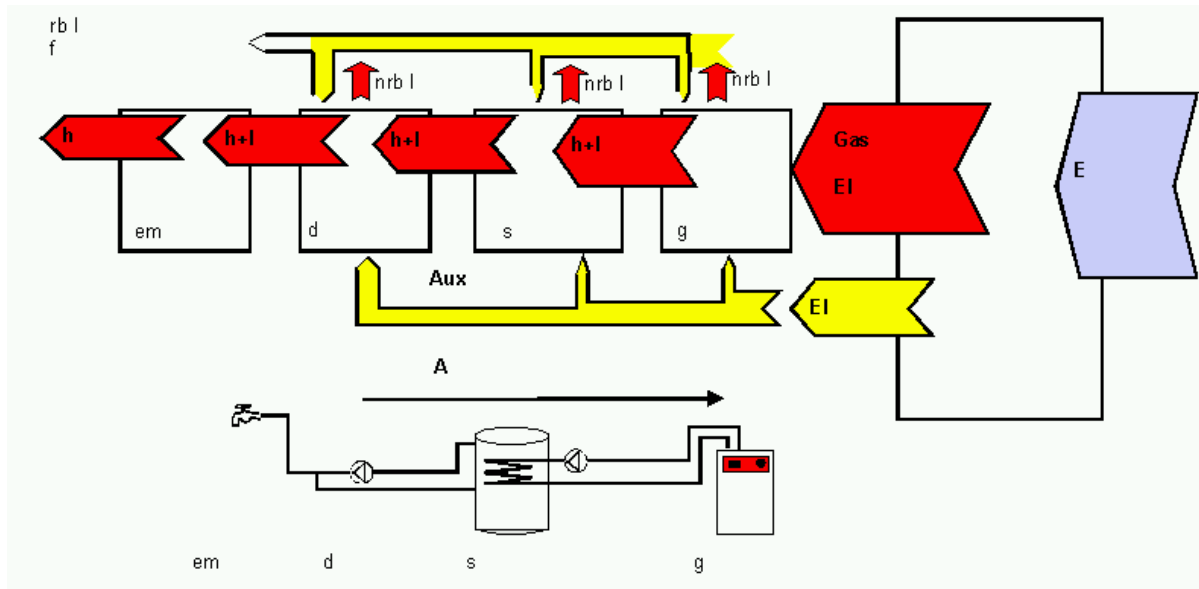 rb l
f
nrb l
nrb l
nrb l
h
h+l
h+l
h+l
Gas
El
E
em
d
s
g
Aux
El
A
em d s g